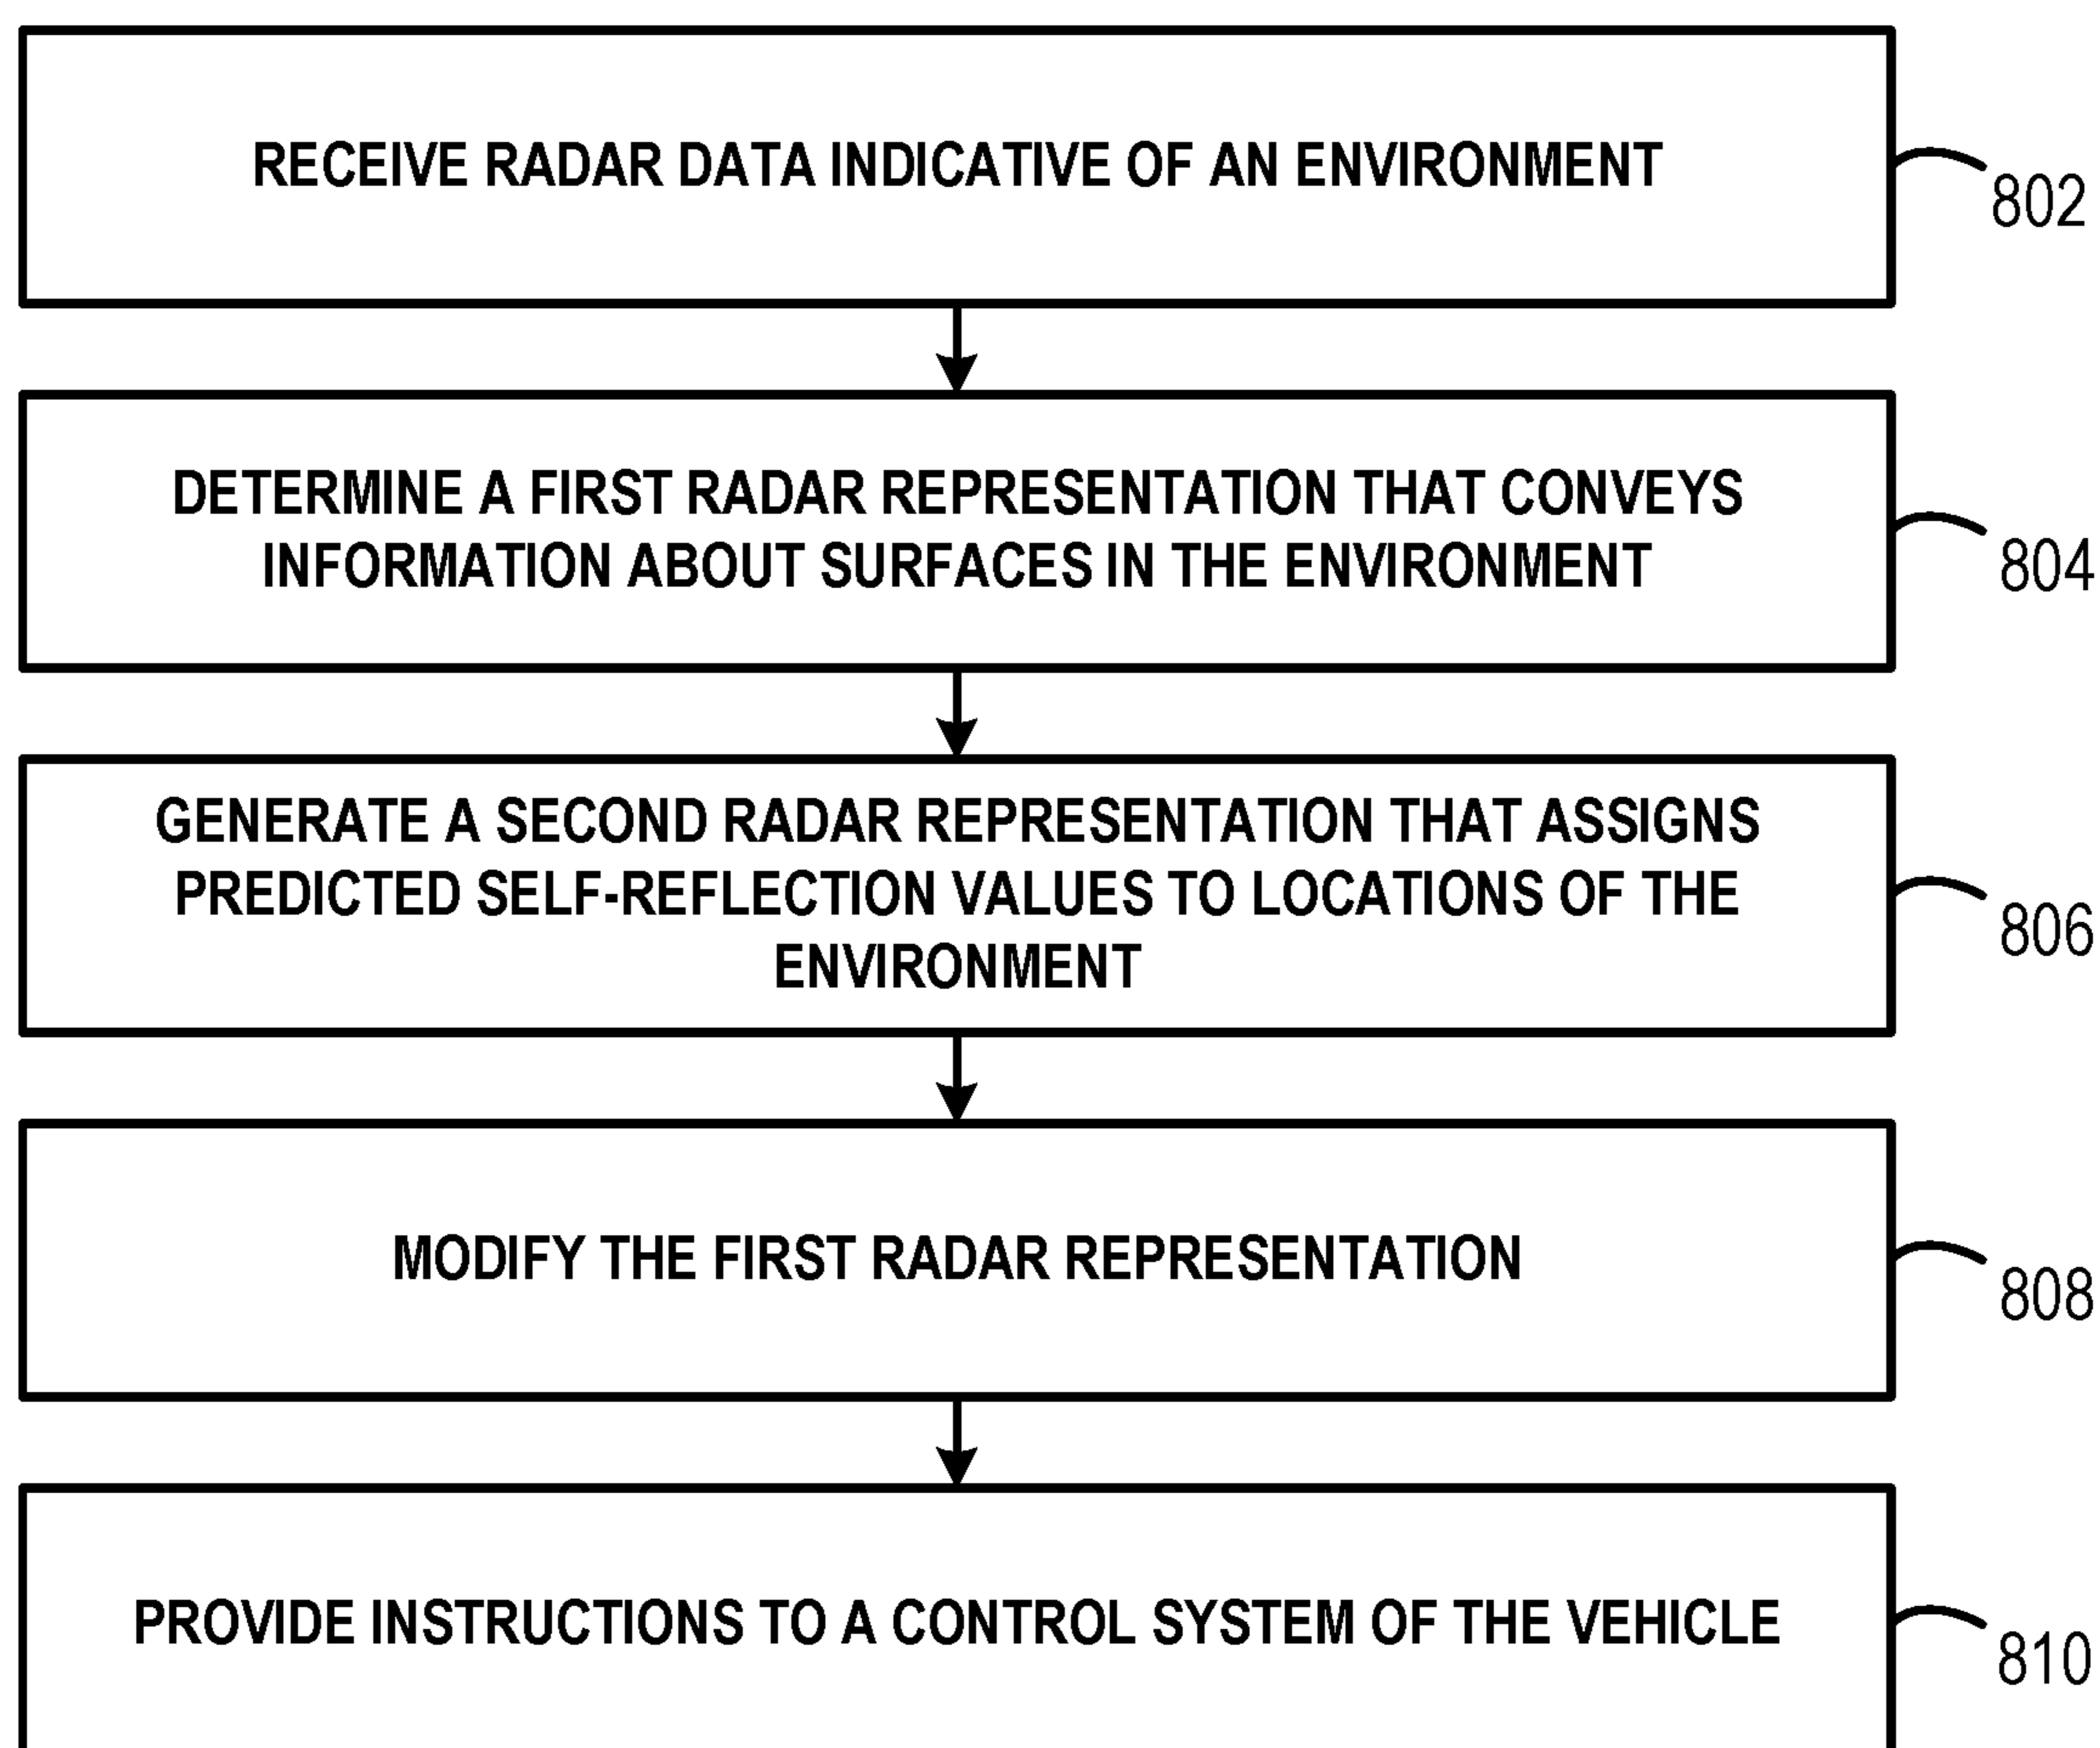 RECEIVE RADAR DATA INDICATIVE OF AN ENVIRONMENT
802
DETERMINE A FIRST RADAR REPRESENTATION THAT CONVEYS
INFORMATION ABOUT SURFACES IN THE ENVIRONMENT
804
GENERATE A SECOND RADAR REPRESENTATION THAT ASSIGNS
PREDICTED SELF-REFLECTION VALUES TO LOCATIONS OF THE
ENVIRONMENT
806
MODIFY THE FIRST RADAR REPRESENTATION
808
PROVIDE INSTRUCTIONS TO A CONTROL SYSTEM OF THE VEHICLE
810